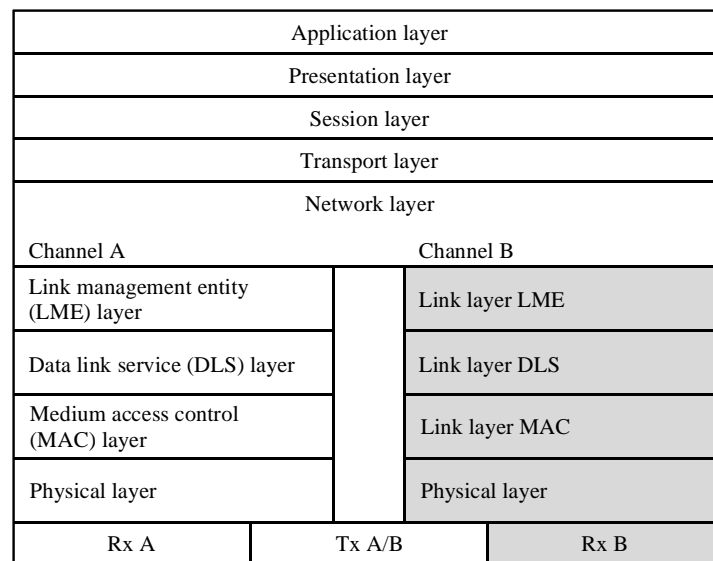 Application layer
Presentation layer
Session layer
Transport layer
Network layer
Channel A
Channel B
Link management entity
(LME) layer
Link layer LME
Data link service (DLS) layer
Link layer DLS
Medium access control
(MAC) layer
Link layer MAC
Physical layer
Physical layer
Rx A
Tx A/B
Rx B